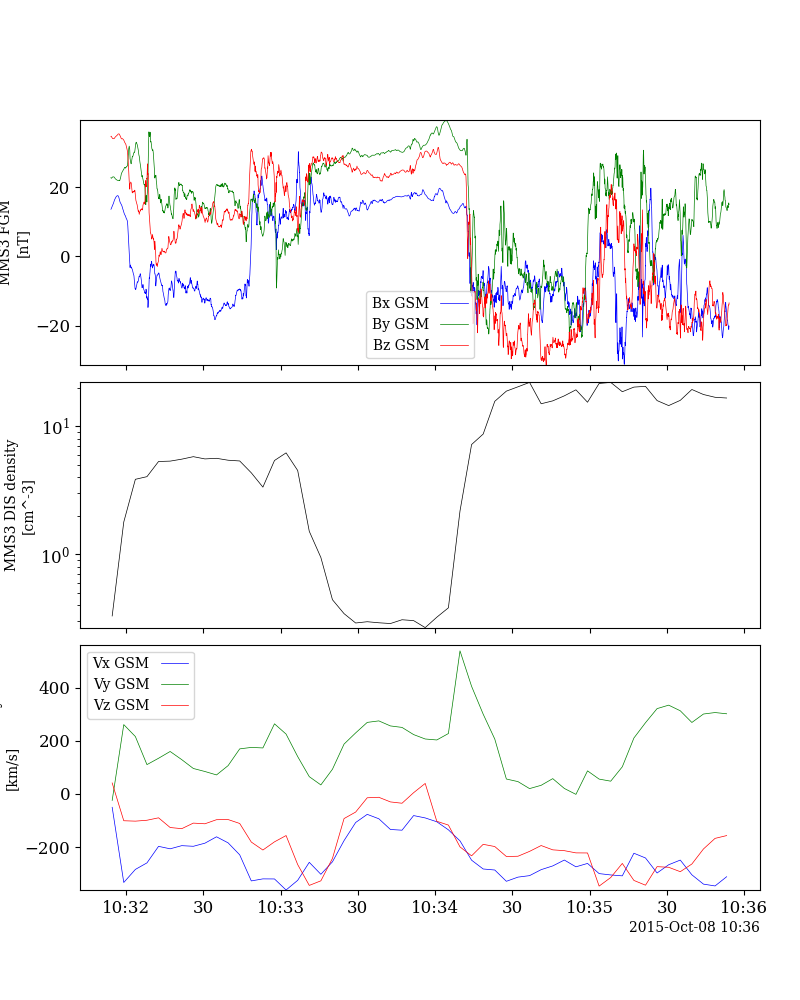 MMS3 FGM
[nT]
20
0
−20
Bx GSM
By GSM
Bz GSM
MMS3 DIS density
[cm^-3]
10^1
10^0
[km/s]
400
200
0
−200
Vx GSM
Vy GSM
Vz GSM
10:32 30 10:33 30 10:34 30 10:35 30 10:36
2015-Oct-08 10:36